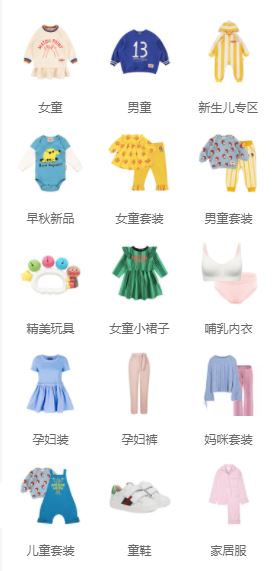 13
女童
男童
新生儿专区
早秋新品
女童套装
男童套装
精美玩具
女童小裙子
哺乳内衣
孕妇装
孕妇裤
妈咪套装
儿童套装
童鞋
家居服